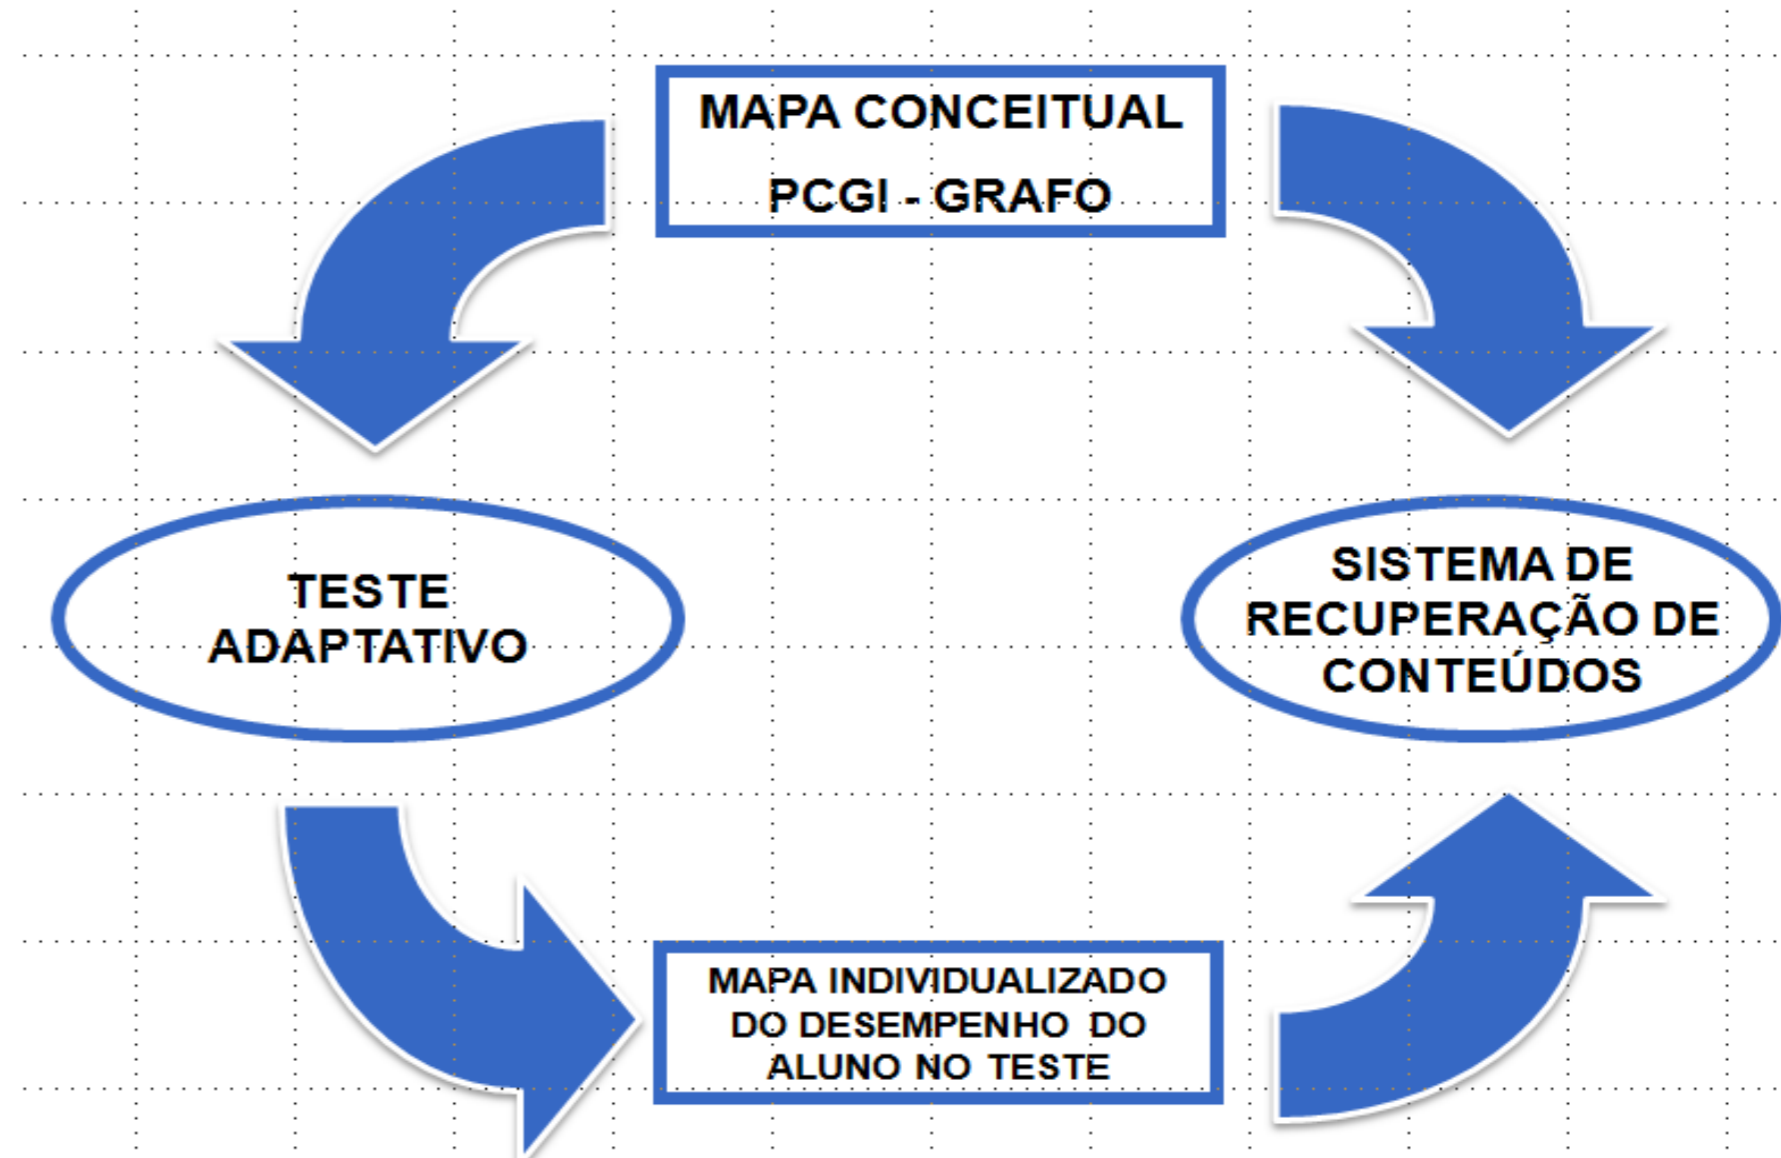 MAPA CONCEITUAL
PCGI - GRAFO
TESTE
ADAPTATIVO
SISTEMA DE
RECUPERAÇÃO DE
CONTEÚDOS
MAPA INDIVIDUALIZADO
DO DESEMPENHO DO
ALUNO NO TESTE